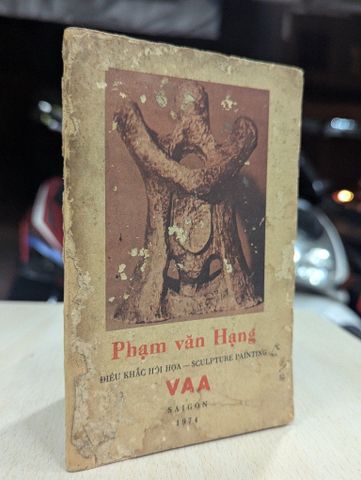 Phạm văn Hạng
ĐIÊU KHẮC HỘI HỌA — SCULPTURE PAINTING
VAA
SAIGON
1974